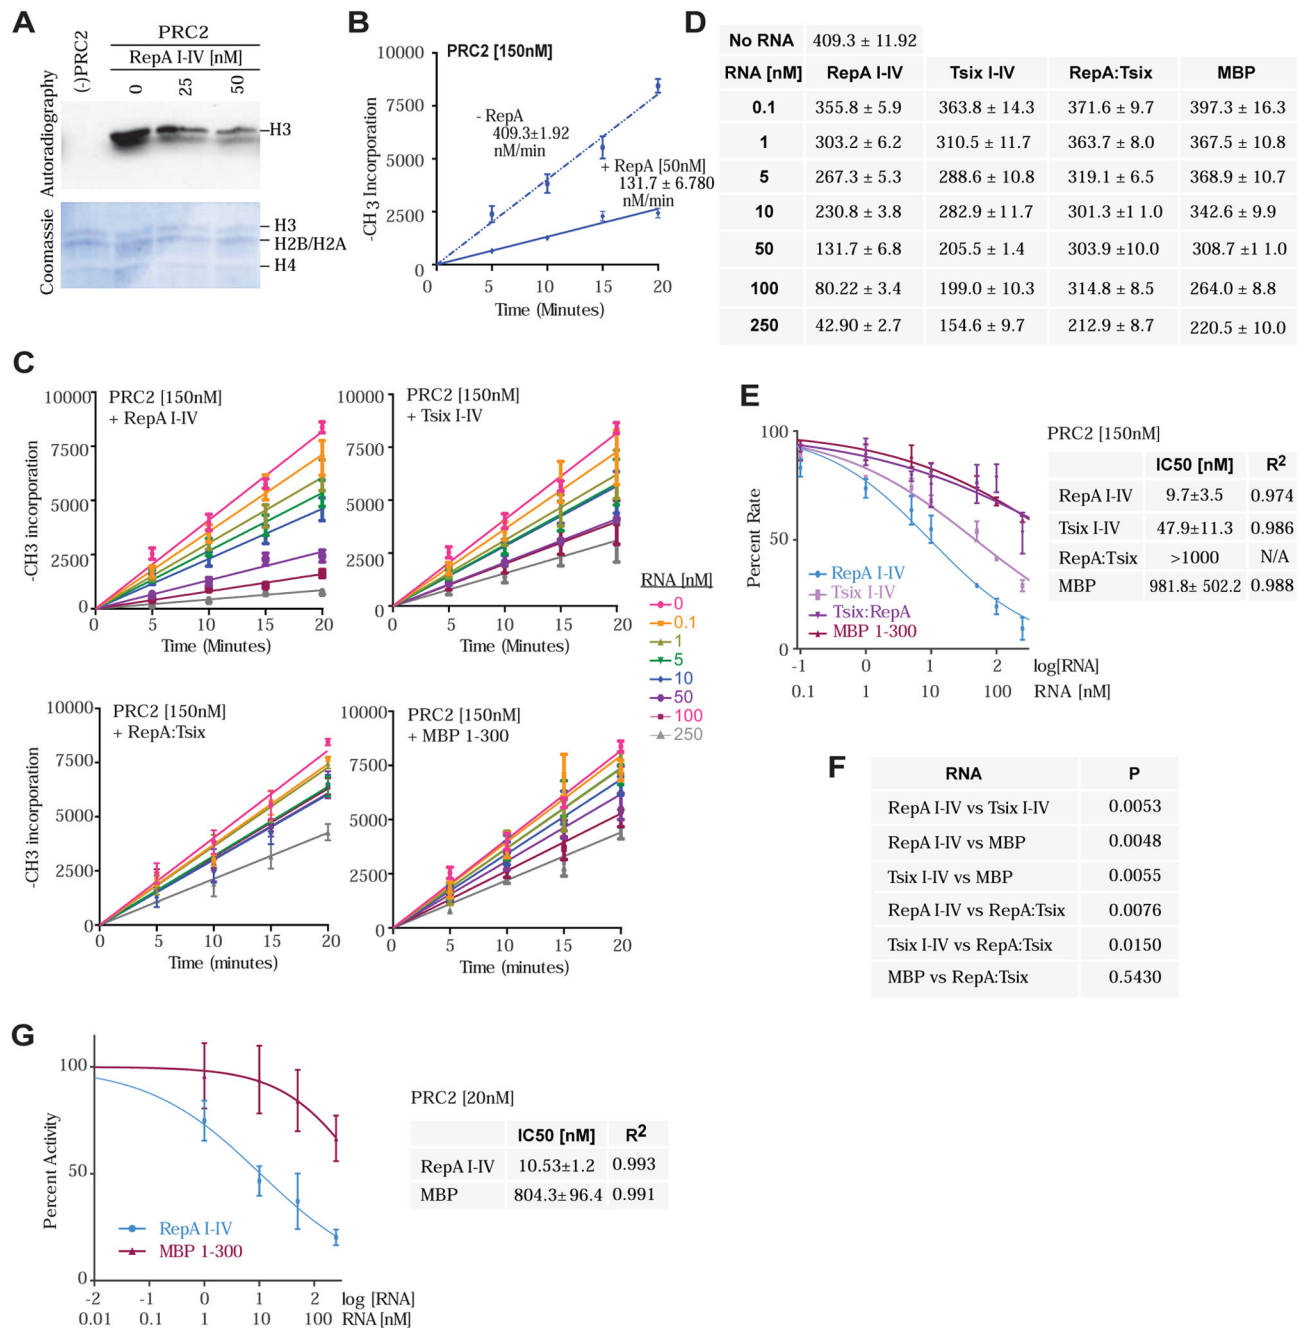 A
PRC2
RepA I-IV [nM]
(-)PRC2
0
25
50
Autoradiography
H3
Coomassie
H3
H2B/H2A
H4
B
PRC2 [150nM]
-CH3 Incorporation
10000
7500
5000
2500
0
- RepA
409.3±1.92
nM/min
+ RepA [50nM]
131.7 ± 6.780
nM/min
0 5 10 15 20
Time (Minutes)
D
No RNA 409.3 ± 11.92
RNA [nM] RepA I-IV Tsix I-IV RepA:Tsix MBP
0.1 355.8 ± 5.9 363.8 ± 14.3 371.6 ± 9.7 397.3 ± 16.3
1 303.2 ± 6.2 310.5 ± 11.7 363.7 ± 8.0 367.5 ± 10.8
5 267.3 ± 5.3 288.6 ± 10.8 319.1 ± 6.5 368.9 ± 10.7
10 230.8 ± 3.8 282.9 ±11.7 301.3 ±1 1.0 342.6 ± 9.9
50 131.7 ± 6.8 205.5 ± 1.4 303.9 ±10.0 308.7 ±1 1.0
100 80.22 ± 3.4 199.0 ± 10.3 314.8 ± 8.5 264.0 ± 8.8
250 42.90 ± 2.7 154.6 ± 9.7 212.9 ± 8.7 220.5 ± 10.0
C
-CH3 incorporation
10000
7500
5000
2500
0
PRC2 [150nM]
+ RepA I-IV
0 5 10 15 20
Time (Minutes)
10000
7500
5000
2500
0
PRC2 [150nM]
+ Tsix I-IV
0 5 10 15 20
Time (Minutes)
RNA [nM]
0
0.1
1
5
10
50
100
250
-CH3 incorporation
10000
7500
5000
2500
0
PRC2 [150nM]
+ RepA:Tsix
0 5 10 15 20
Time (minutes)
10000
7500
5000
2500
0
PRC2 [150nM]
+ MBP 1-300
0 5 10 15 20
Time (minutes)
E
Percent Rate
100
50
0
RepA I-IV
Tsix I-IV
Tsix:RepA
MBP 1-300
-1 0 1 2 log[RNA]
0.1 1 10 100 RNA [nM]
PRC2 [150nM]
IC50 [nM] R2
RepA I-IV 9.7±3.5 0.974
Tsix I-IV 47.9±11.3 0.986
RepA:Tsix >1000 N/A
MBP 981.8± 502.2 0.988
F
RNA P
RepA I-IV vs Tsix I-IV 0.0053
RepA I-IV vs MBP 0.0048
Tsix I-IV vs MBP 0.0055
RepA I-IV vs RepA:Tsix 0.0076
Tsix I-IV vs RepA:Tsix 0.0150
MBP vs RepA:Tsix 0.5430
G
Percent Activity
100
50
0
RepA I-IV
MBP 1-300
-2 -1 0 1 2 log [RNA]
0.01 0.1 1 10 100 RNA [nM]
PRC2 [20nM]
IC50 [nM] R2
RepA I-IV 10.53±1.2 0.993
MBP 804.3±96.4 0.991